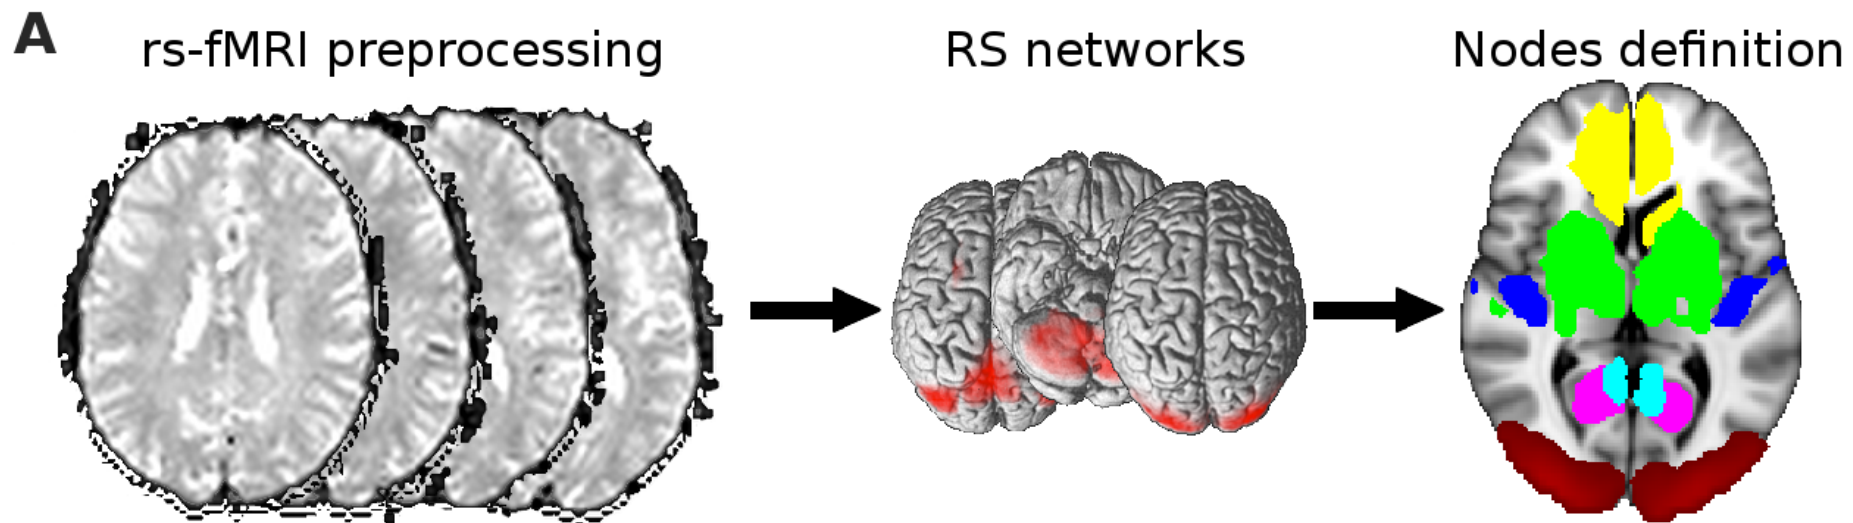 A
rs-fMRI preprocessing
RS networks
Nodes definition